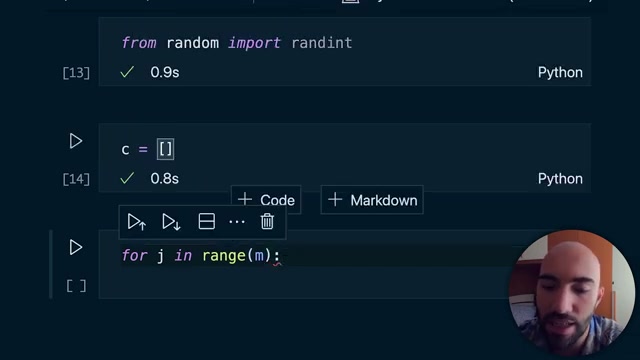 from random import randint
[13]
0.9s
Python
c = []
[14]
0.8s
Python
Code
Markdown
for j in range(m):
[ ]